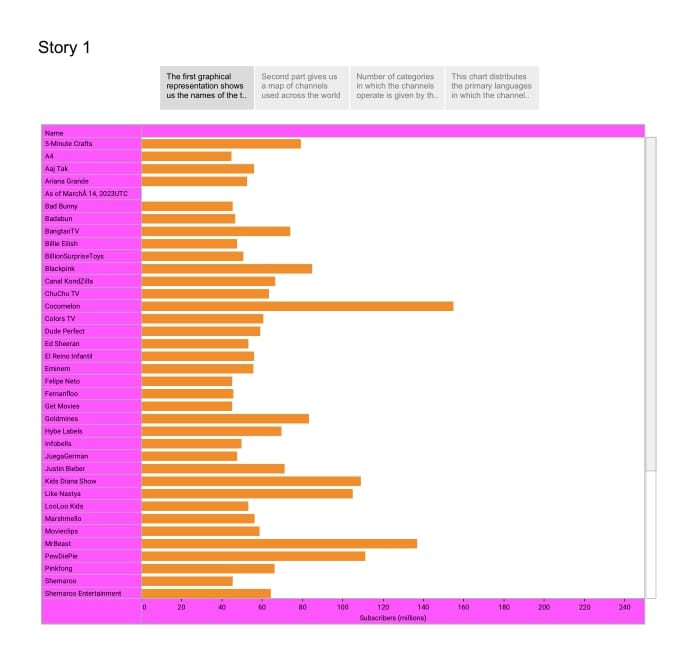 Story 1
The first graphical
representation shows
us the names of the t..
Second part gives us
a map of channels
used across the world
Number of categories
in which the channels
operate is given by th..
This chart distributes
the primary languages
in which the channel..
Name
5-Minute Crafts
A4
Aaj Tak
Ariana Grande
As of MarchÂ 14, 2023UTC
Bad Bunny
Badabun
BangtanTV
Billie Eilish
BillionSurpriseToys
Blackpink
Canal KondZilla
ChuChu TV
Cocomelon
Colors TV
Dude Perfect
Ed Sheeran
El Reino Infantil
Eminem
Felipe Neto
Fernanfloo
Get Movies
Goldmines
Hybe Labels
Infobells
JuegaGerman
Justin Bieber
Kids Diana Show
Like Nastya
LooLoo Kids
Marshmello
Movieclips
MrBeast
PewDiePie
Pinkfong
Shemaroo
Shemaroo Entertainment
0 20 40 60 80 100 120 140 160 180 200 220 240
Subscribers (millions)